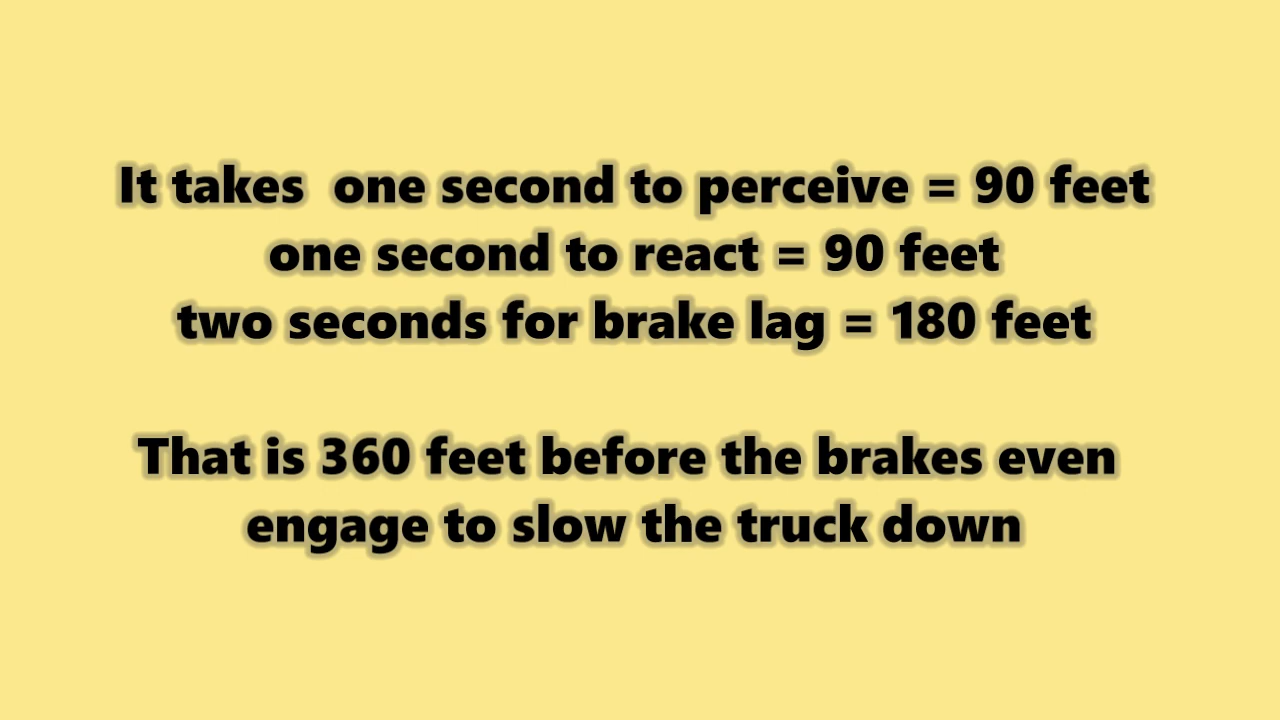 It takes  one second to perceive = 90 feet
one second to react = 90 feet
two seconds for brake lag = 180 feet
That is 360 feet before the brakes even
engage to slow the truck down